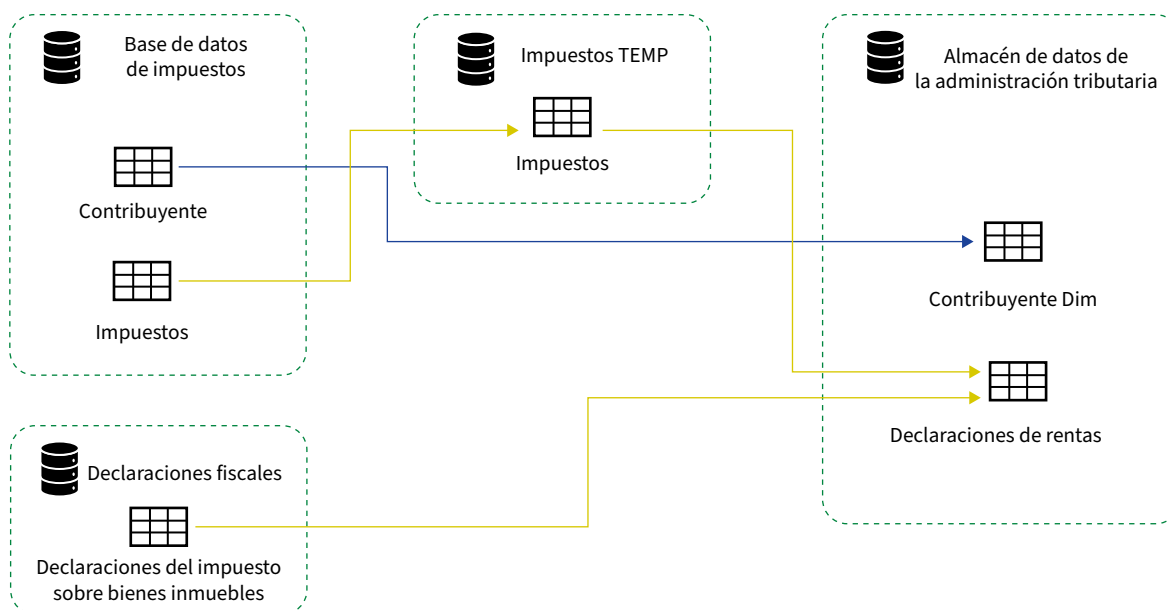 Base de datos
de impuestos
Contribuyente
Impuestos
Impuestos TEMP
Impuestos
Almacén de datos de
la administración tributaria
Contribuyente Dim
Declaraciones de rentas
Declaraciones fiscales
Declaraciones del impuesto
sobre bienes inmuebles